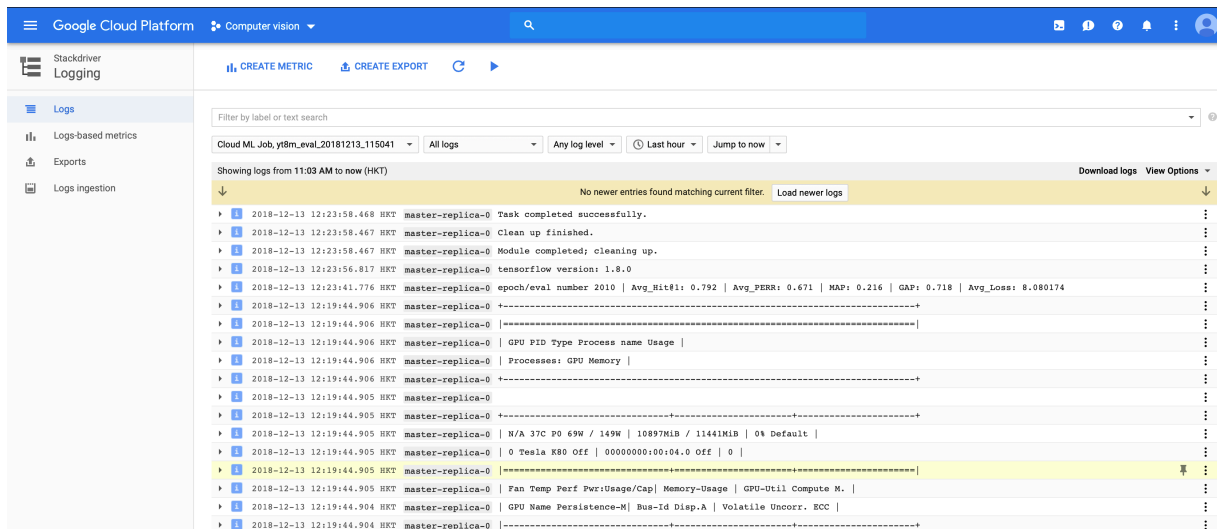 Google Cloud Platform Computer vision
Stackdriver
Logging
CREATE METRIC CREATE EXPORT
Logs
Logs-based metrics
Exports
Logs ingestion
Filter by label or text search
Cloud ML Job, yt8m_eval_20181213_115041 All logs Any log level Last hour Jump to now
Showing logs from 11:03 AM to now (HKT) Download logs View Options
No newer entries found matching current filter. Load newer logs
i 2018-12-13 12:23:58.468 HKT master-replica-0 Task completed successfully.
i 2018-12-13 12:23:58.467 HKT master-replica-0 Clean up finished.
i 2018-12-13 12:23:58.467 HKT master-replica-0 Module completed; cleaning up.
i 2018-12-13 12:23:56.817 HKT master-replica-0 tensorflow version: 1.8.0
i 2018-12-13 12:23:41.776 HKT master-replica-0 epoch/eval number 2010 | Avg_Hit@1: 0.792 | Avg_PERR: 0.671 | MAP: 0.216 | GAP: 0.718 | Avg_Loss: 8.080174
i 2018-12-13 12:19:44.906 HKT master-replica-0 +-----------------------------------------------------------------------------+
i 2018-12-13 12:19:44.906 HKT master-replica-0 |=============================================================================|
i 2018-12-13 12:19:44.906 HKT master-replica-0 | GPU PID Type Process name Usage |
i 2018-12-13 12:19:44.906 HKT master-replica-0 | Processes: GPU Memory |
i 2018-12-13 12:19:44.906 HKT master-replica-0 +-----------------------------------------------------------------------------+
i 2018-12-13 12:19:44.905 HKT master-replica-0
i 2018-12-13 12:19:44.905 HKT master-replica-0 +-------------------------------+----------------------+----------------------+
i 2018-12-13 12:19:44.905 HKT master-replica-0 | N/A 37C P0 69W / 149W | 10897MiB / 11441MiB | 0% Default |
i 2018-12-13 12:19:44.905 HKT master-replica-0 | 0 Tesla K80 Off | 00000000:00:04.0 Off | 0 |
i 2018-12-13 12:19:44.905 HKT master-replica-0 |===============================+======================+======================|
i 2018-12-13 12:19:44.905 HKT master-replica-0 | Fan Temp Perf Pwr:Usage/Cap| Memory-Usage | GPU-Util Compute M. |
i 2018-12-13 12:19:44.904 HKT master-replica-0 | GPU Name Persistence-M| Bus-Id Disp.A | Volatile Uncorr. ECC |
i 2018-12-13 12:19:44.904 HKT master-replica-0 |-------------------------------+----------------------+----------------------+